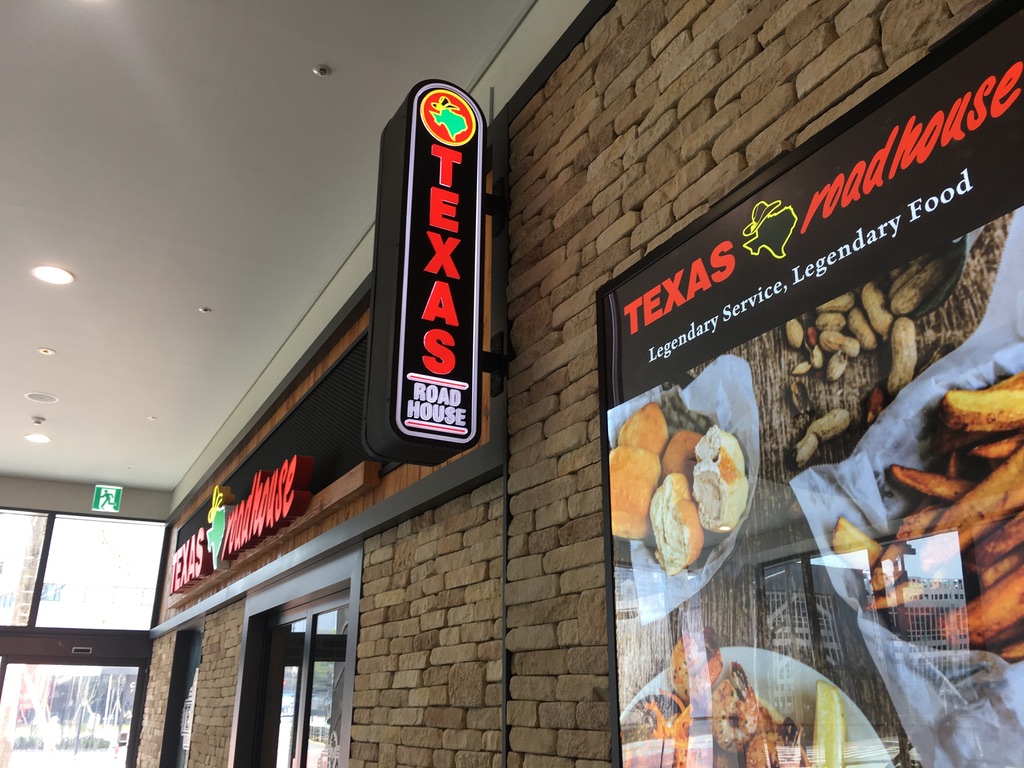 TEXAS
ROAD
HOUSE
TEXAS roadhouse
TEXAS roadhouse
Legendary Service, Legendary Food